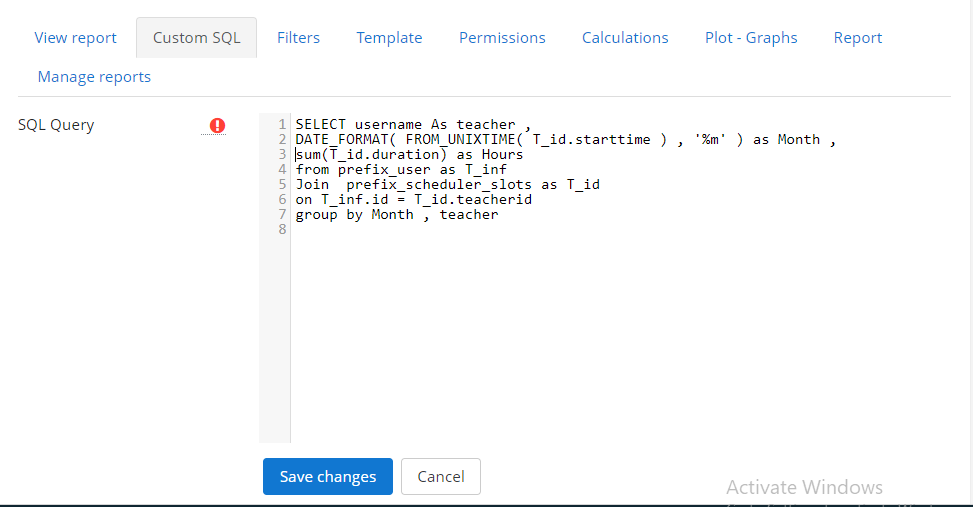 View report Custom SQL Filters Template Permissions Calculations Plot - Graphs Report
Manage reports
SQL Query
1 SELECT username As teacher ,
2 DATE_FORMAT( FROM_UNIXTIME( T_id.starttime ) , '%m' ) as Month ,
3 sum(T_id.duration) as Hours
4 from prefix_user as T_inf
5 Join  prefix_scheduler_slots as T_id
6 on T_inf.id = T_id.teacherid
7 group by Month , teacher
8
Save changes Cancel
Activate Windows